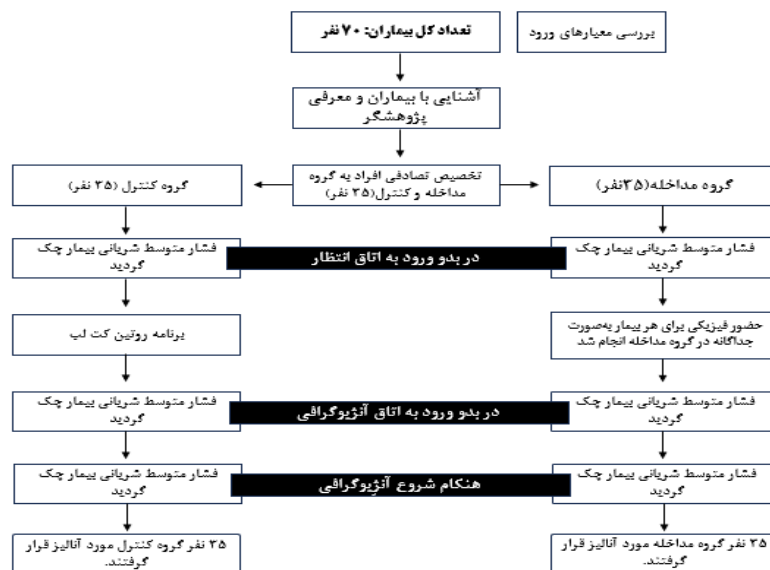 تعداد کل بیماران: ۷۰ نفر
بررسی معیارهای ورود
آشنایی با بیماران و معرفی
پژوهشگر
گروه مداخله(۳۵نفر)
تخصیص تصادفی افراد به گروه
مداخله و کنترل(۳۵ نفر)
گروه کنترل (۳۵ نفر)
فشار متوسط شریانی بیمار چک
گردید
در بدو ورود به اتاق انتظار
فشار متوسط شریانی بیمار چک
گردید
حضور فیزیکی برای هر بیمار به‌صورت
جداگانه در گروه مداخله انجام شد
برنامه روتین کت لب
فشار متوسط شریانی بیمار چک
گردید
در بدو ورود به اتاق آنژیوگرافی
فشار متوسط شریانی بیمار چک
گردید
فشار متوسط شریانی بیمار چک
گردید
هنگام شروع آنژیوگرافی
فشار متوسط شریانی بیمار چک
گردید
۳۵ نفر گروه مداخله مورد آنالیز قرار
گرفتند.
۳۵ نفر گروه کنترل مورد آنالیز قرار
گرفتند.